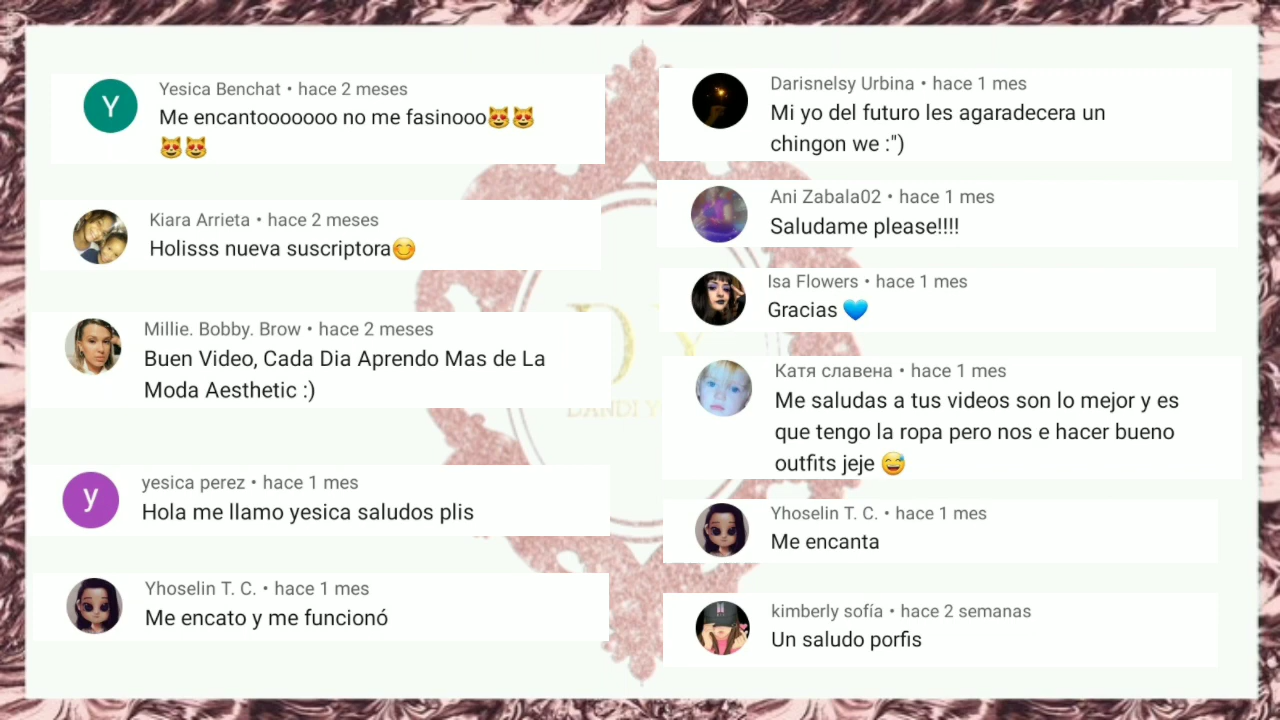 Yesica Benchat • hace 2 meses
Me encantooooooo no me fasinooo😻😻
😻😻
Kiara Arrieta • hace 2 meses
Holisss nueva suscriptora😊
Millie. Bobby. Brow • hace 2 meses
Buen Video, Cada Dia Aprendo Mas de La
Moda Aesthetic :)
yesica perez • hace 1 mes
Hola me llamo yesica saludos plis
Yhoselin T. C. • hace 1 mes
Me encato y me funcionó
Darisnelsy Urbina • hace 1 mes
Mi yo del futuro les agaradecera un
chingon we :")
Ani Zabala02 • hace 1 mes
Saludame please!!!!
Isa Flowers • hace 1 mes
Gracias 💙
Катя славена • hace 1 mes
Me saludas a tus videos son lo mejor y es
que tengo la ropa pero nos e hacer bueno
outfits jeje 😅
Yhoselin T. C. • hace 1 mes
Me encanta
kimberly sofía • hace 2 semanas
Un saludo porfis
Y
y
D Y
DANDI Y